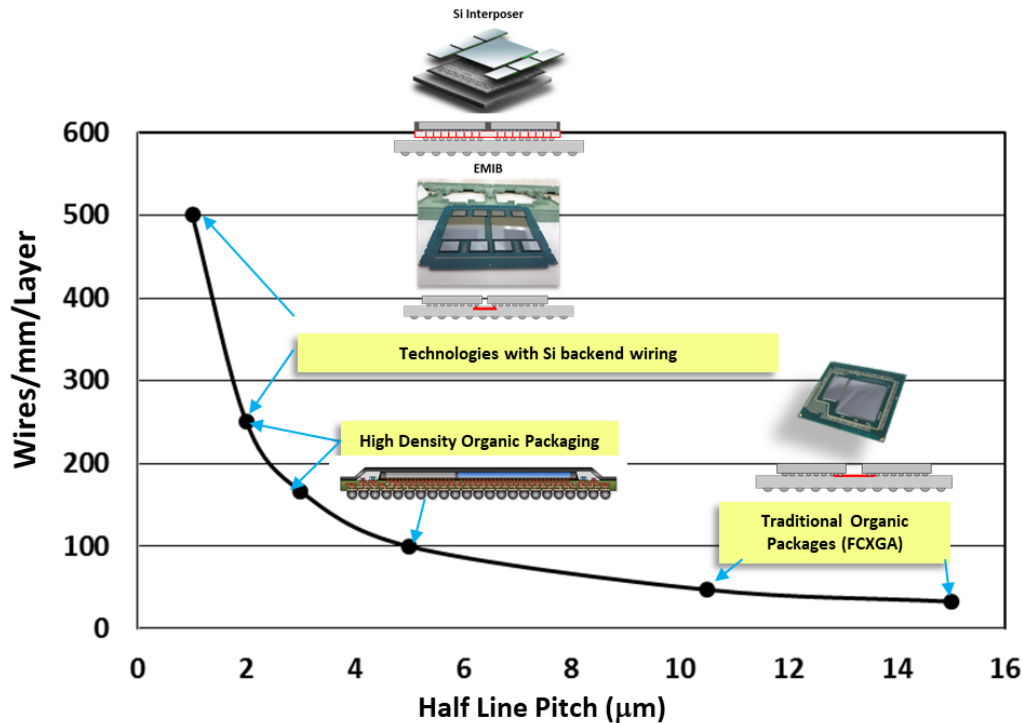 Si Interposer
EMIB
600
500
400
300
200
100
0
Wires/mm/Layer
Technologies with Si backend wiring
High Density Organic Packaging
Traditional Organic
Packages (FCXGA)
0 2 4 6 8 10 12 14 16
Half Line Pitch (μm)